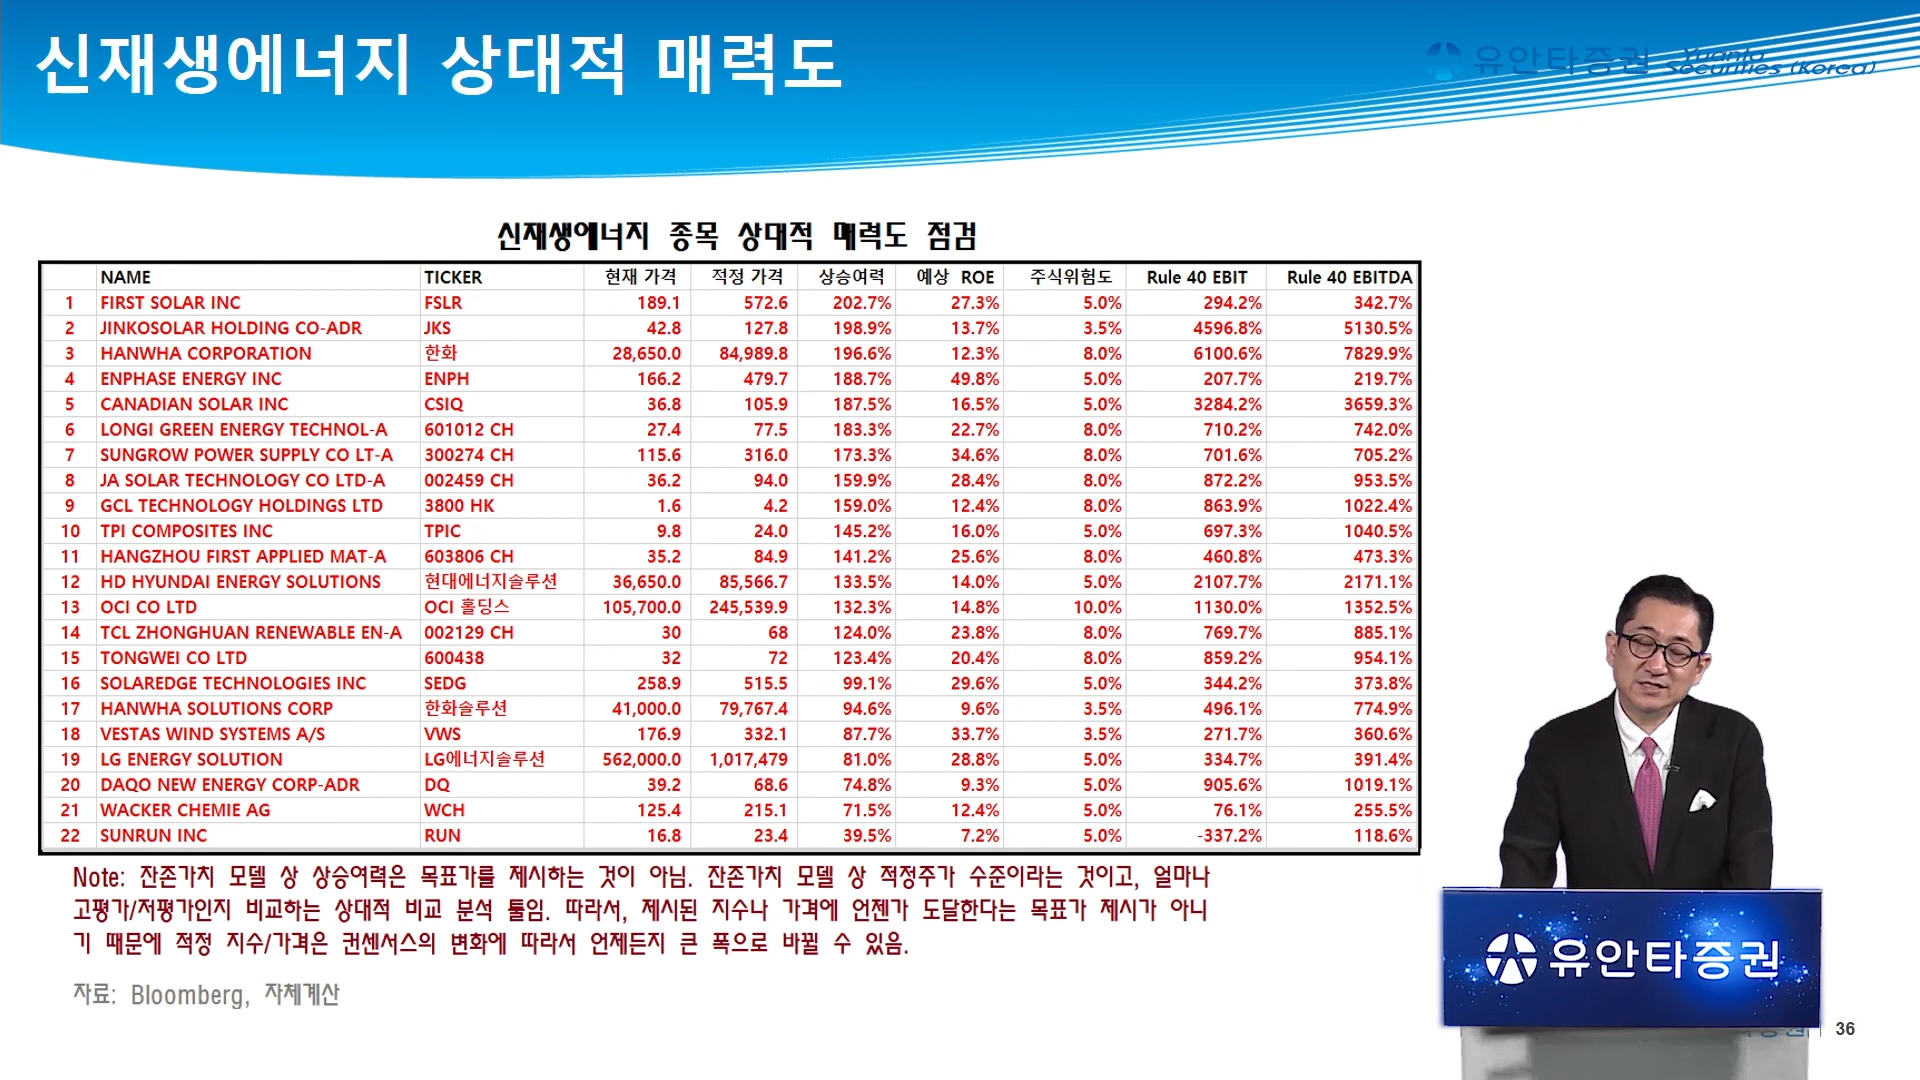 신재생에너지 상대적 매력도
유안타증권 Yuanta Securities (Korea)
신재생에너지 종목 상대적 매력도 점검
NAME TICKER 현재 가격 적정 가격 상승여력 예상 ROE 주식위험도 Rule 40 EBIT Rule 40 EBITDA
1 FIRST SOLAR INC FSLR 189.1 572.6 202.7% 27.3% 5.0% 294.2% 342.7%
2 JINKOSOLAR HOLDING CO-ADR JKS 42.8 127.8 198.9% 13.7% 3.5% 4596.8% 5130.5%
3 HANWHA CORPORATION 한화 28,650.0 84,989.8 196.6% 12.3% 8.0% 6100.6% 7829.9%
4 ENPHASE ENERGY INC ENPH 166.2 479.7 188.7% 49.8% 5.0% 207.7% 219.7%
5 CANADIAN SOLAR INC CSIQ 36.8 105.9 187.5% 16.5% 5.0% 3284.2% 3659.3%
6 LONGI GREEN ENERGY TECHNOL-A 601012 CH 27.4 77.5 183.3% 22.7% 8.0% 710.2% 742.0%
7 SUNGROW POWER SUPPLY CO LT-A 300274 CH 115.6 316.0 173.3% 34.6% 8.0% 701.6% 705.2%
8 JA SOLAR TECHNOLOGY CO LTD-A 002459 CH 36.2 94.0 159.9% 28.4% 8.0% 872.2% 953.5%
9 GCL TECHNOLOGY HOLDINGS LTD 3800 HK 1.6 4.2 159.0% 12.4% 8.0% 863.9% 1022.4%
10 TPI COMPOSITES INC TPIC 9.8 24.0 145.2% 16.0% 5.0% 697.3% 1040.5%
11 HANGZHOU FIRST APPLIED MAT-A 603806 CH 35.2 84.9 141.2% 25.6% 8.0% 460.8% 473.3%
12 HD HYUNDAI ENERGY SOLUTIONS 현대에너지솔루션 36,650.0 85,566.7 133.5% 14.0% 5.0% 2107.7% 2171.1%
13 OCI CO LTD OCI 홀딩스 105,700.0 245,539.9 132.3% 14.8% 10.0% 1130.0% 1352.5%
14 TCL ZHONGHUAN RENEWABLE EN-A 002129 CH 30 68 124.0% 23.8% 8.0% 769.7% 885.1%
15 TONGWEI CO LTD 600438 32 72 123.4% 20.4% 8.0% 859.2% 954.1%
16 SOLAREDGE TECHNOLOGIES INC SEDG 258.9 515.5 99.1% 29.6% 5.0% 344.2% 373.8%
17 HANWHA SOLUTIONS CORP 한화솔루션 41,000.0 79,767.4 94.6% 9.6% 3.5% 496.1% 774.9%
18 VESTAS WIND SYSTEMS A/S VWS 176.9 332.1 87.7% 33.7% 3.5% 271.7% 360.6%
19 LG ENERGY SOLUTION LG에너지솔루션 562,000.0 1,017,479 81.0% 28.8% 5.0% 334.7% 391.4%
20 DAQO NEW ENERGY CORP-ADR DQ 39.2 68.6 74.8% 9.3% 5.0% 905.6% 1019.1%
21 WACKER CHEMIE AG WCH 125.4 215.1 71.5% 12.4% 5.0% 76.1% 255.5%
22 SUNRUN INC RUN 16.8 23.4 39.5% 7.2% 5.0% -337.2% 118.6%
Note: 잔존가치 모델 상 상승여력은 목표가를 제시하는 것이 아님. 잔존가치 모델 상 적정주가 수준이라는 것이고, 얼마나
고평가/저평가인지 비교하는 상대적 비교 분석 툴임. 따라서, 제시된 지수나 가격에 언젠가 도달한다는 목표가 제시가 아니
기 때문에 적정 지수/가격은 컨센서스의 변화에 따라서 언제든지 큰 폭으로 바뀔 수 있음.
자료: Bloomberg, 자체계산
유안타증권
36